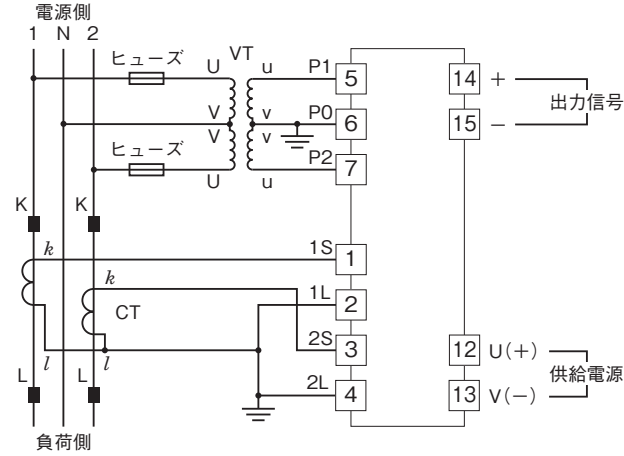 電源側
1 N 2
ヒューズ U VT u P1 5 14 +
出力信号
V v P0 6 15 −
V v
ヒューズ U u P2 7
K K
k 1S 1
k 1L 2
CT
2S 3 12 U(+)
l l
供給電源
L L 2L 4 13 V(−)
負荷側